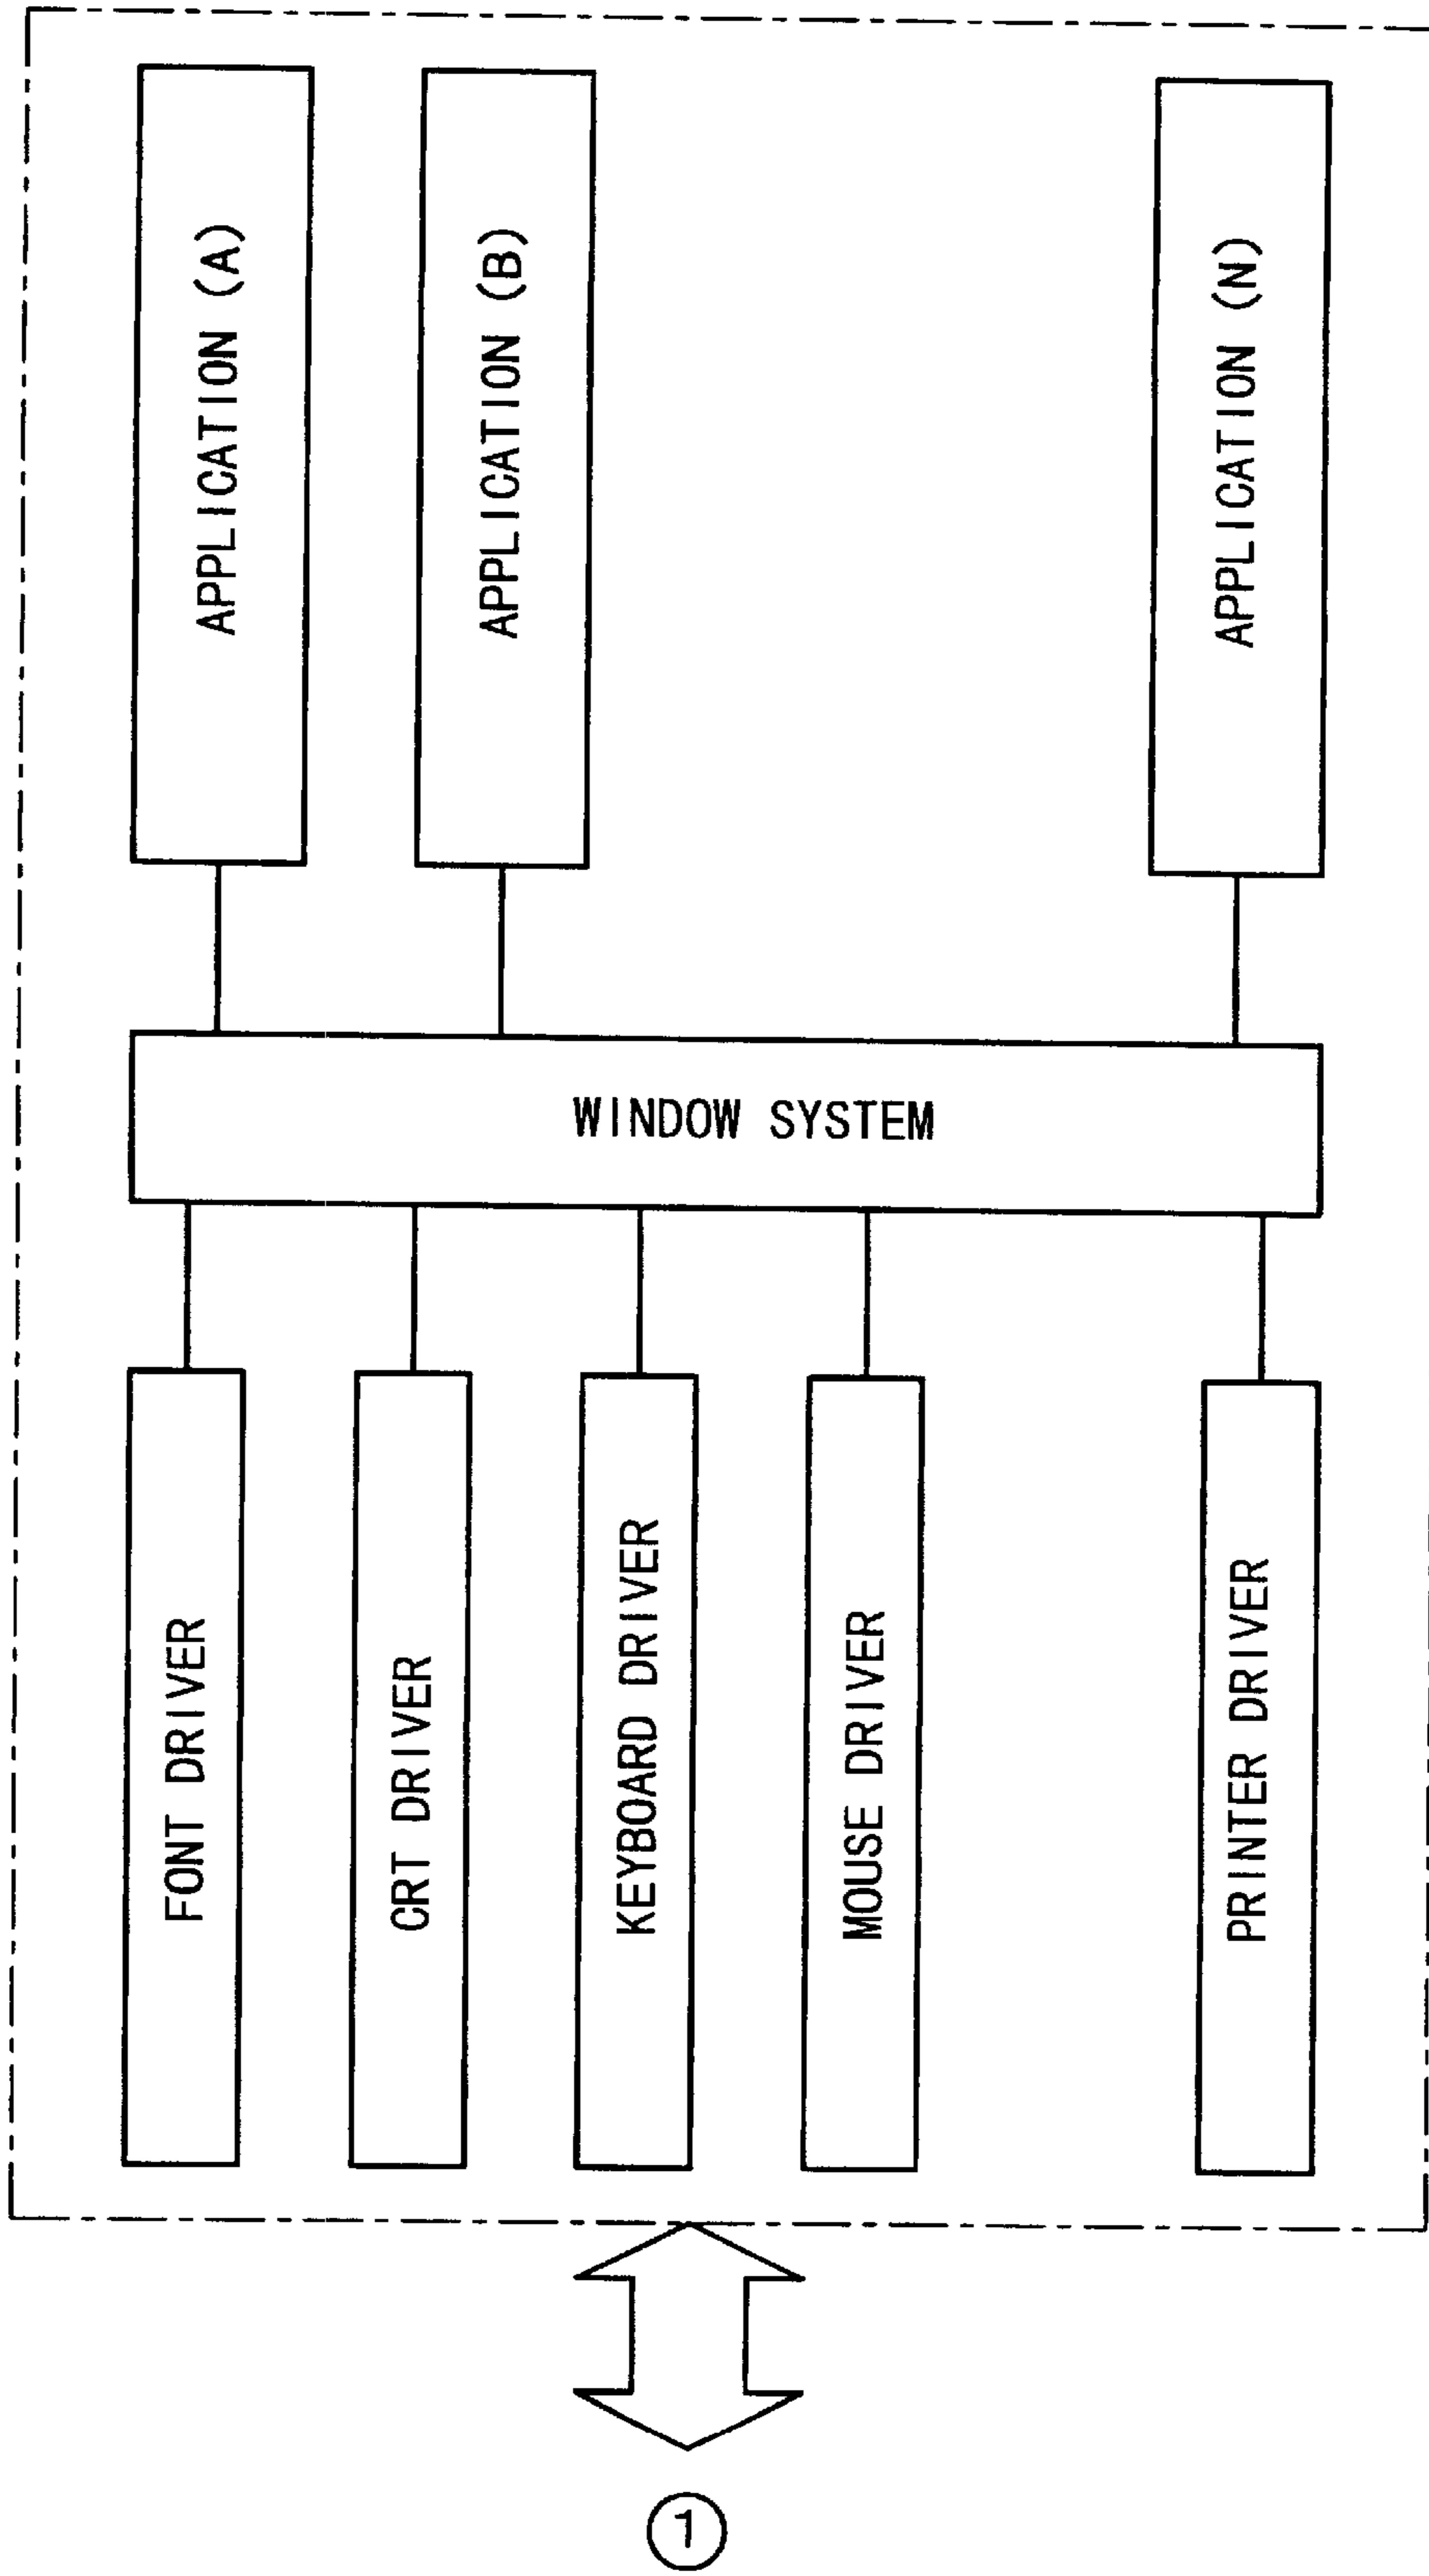 APPLICATION (A)
APPLICATION (B)
APPLICATION (N)
WINDOW SYSTEM
FONT DRIVER
CRT DRIVER
KEYBOARD DRIVER
MOUSE DRIVER
PRINTER DRIVER
1